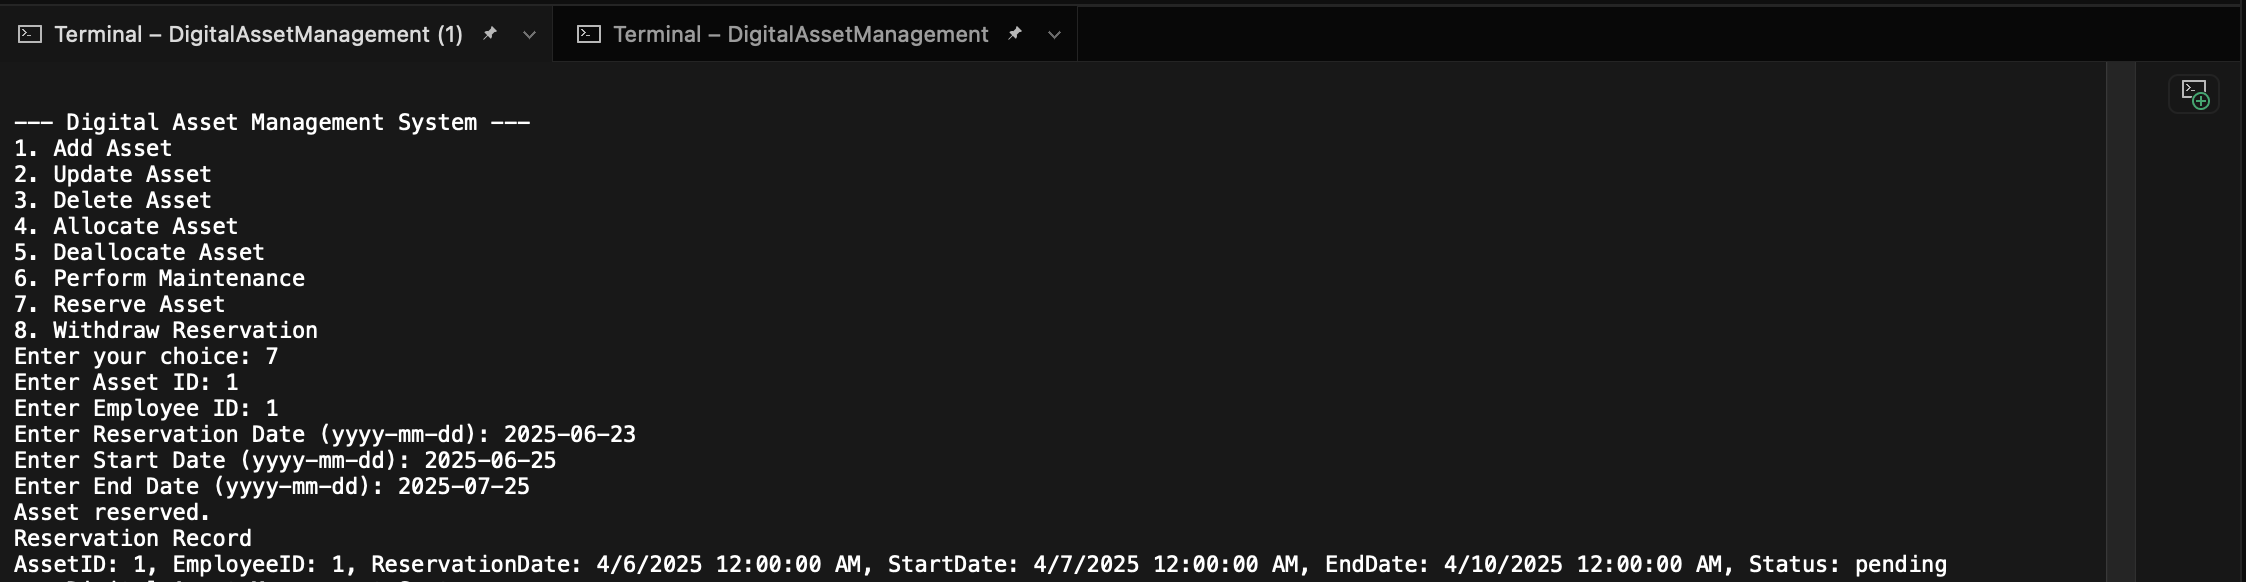 Terminal – DigitalAssetManagement (1)
Terminal – DigitalAssetManagement
--- Digital Asset Management System ---
1. Add Asset
2. Update Asset
3. Delete Asset
4. Allocate Asset
5. Deallocate Asset
6. Perform Maintenance
7. Reserve Asset
8. Withdraw Reservation
Enter your choice: 7
Enter Asset ID: 1
Enter Employee ID: 1
Enter Reservation Date (yyyy-mm-dd): 2025-06-23
Enter Start Date (yyyy-mm-dd): 2025-06-25
Enter End Date (yyyy-mm-dd): 2025-07-25
Asset reserved.
Reservation Record
AssetID: 1, EmployeeID: 1, ReservationDate: 4/6/2025 12:00:00 AM, StartDate: 4/7/2025 12:00:00 AM, EndDate: 4/10/2025 12:00:00 AM, Status: pending